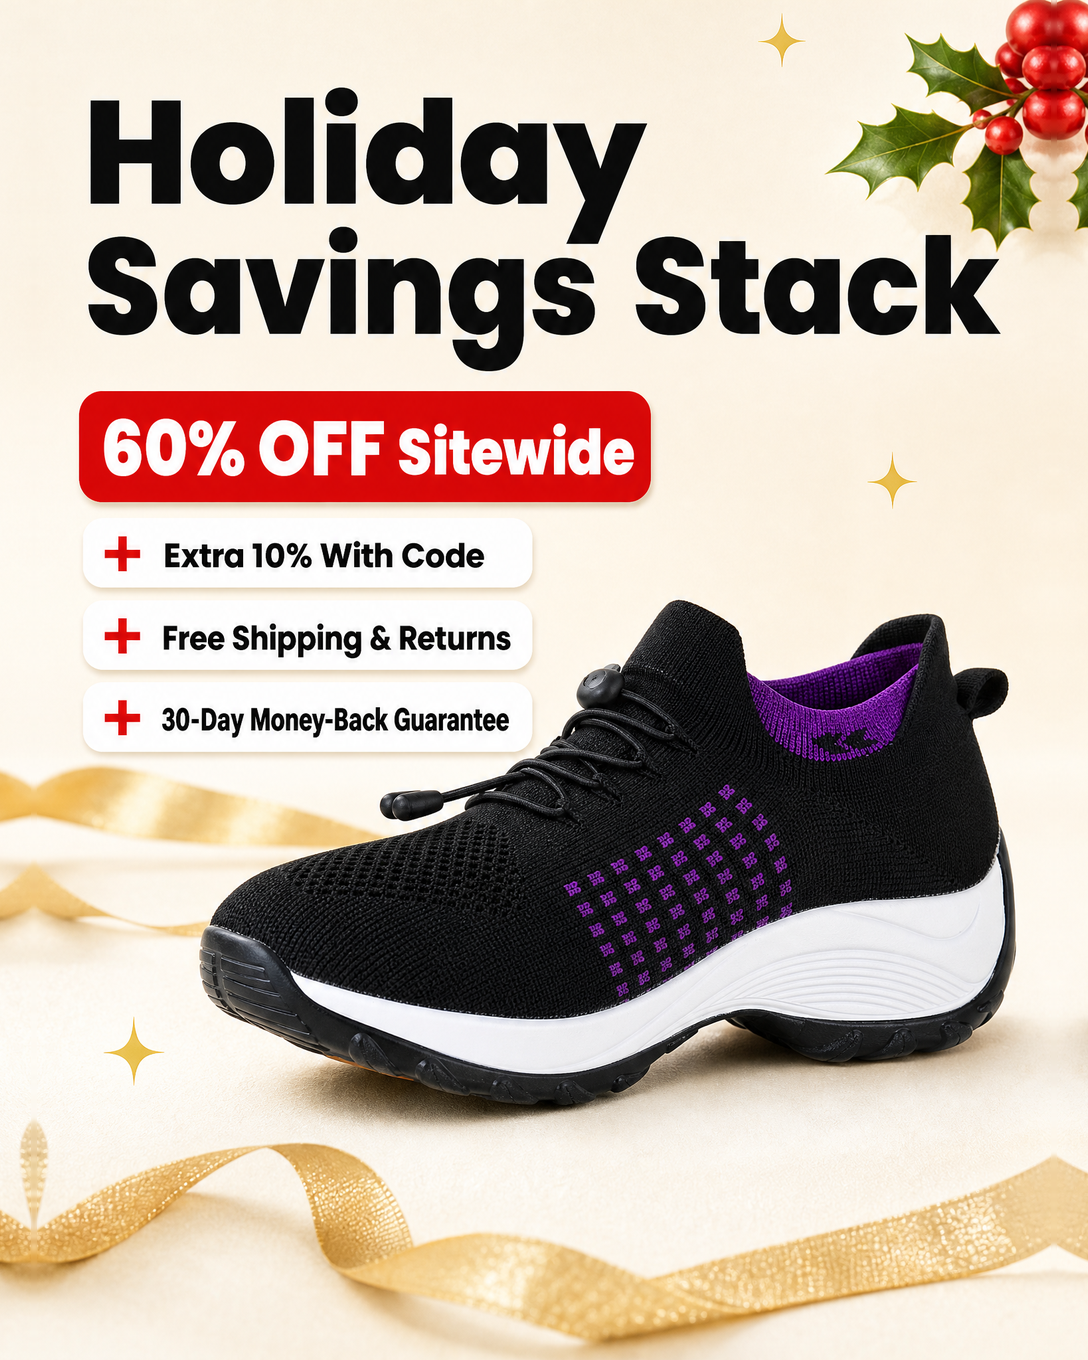 Holiday
Savings Stack
60% OFF Sitewide
+ Extra 10% With Code
+ Free Shipping & Returns
+ 30-Day Money-Back Guarantee